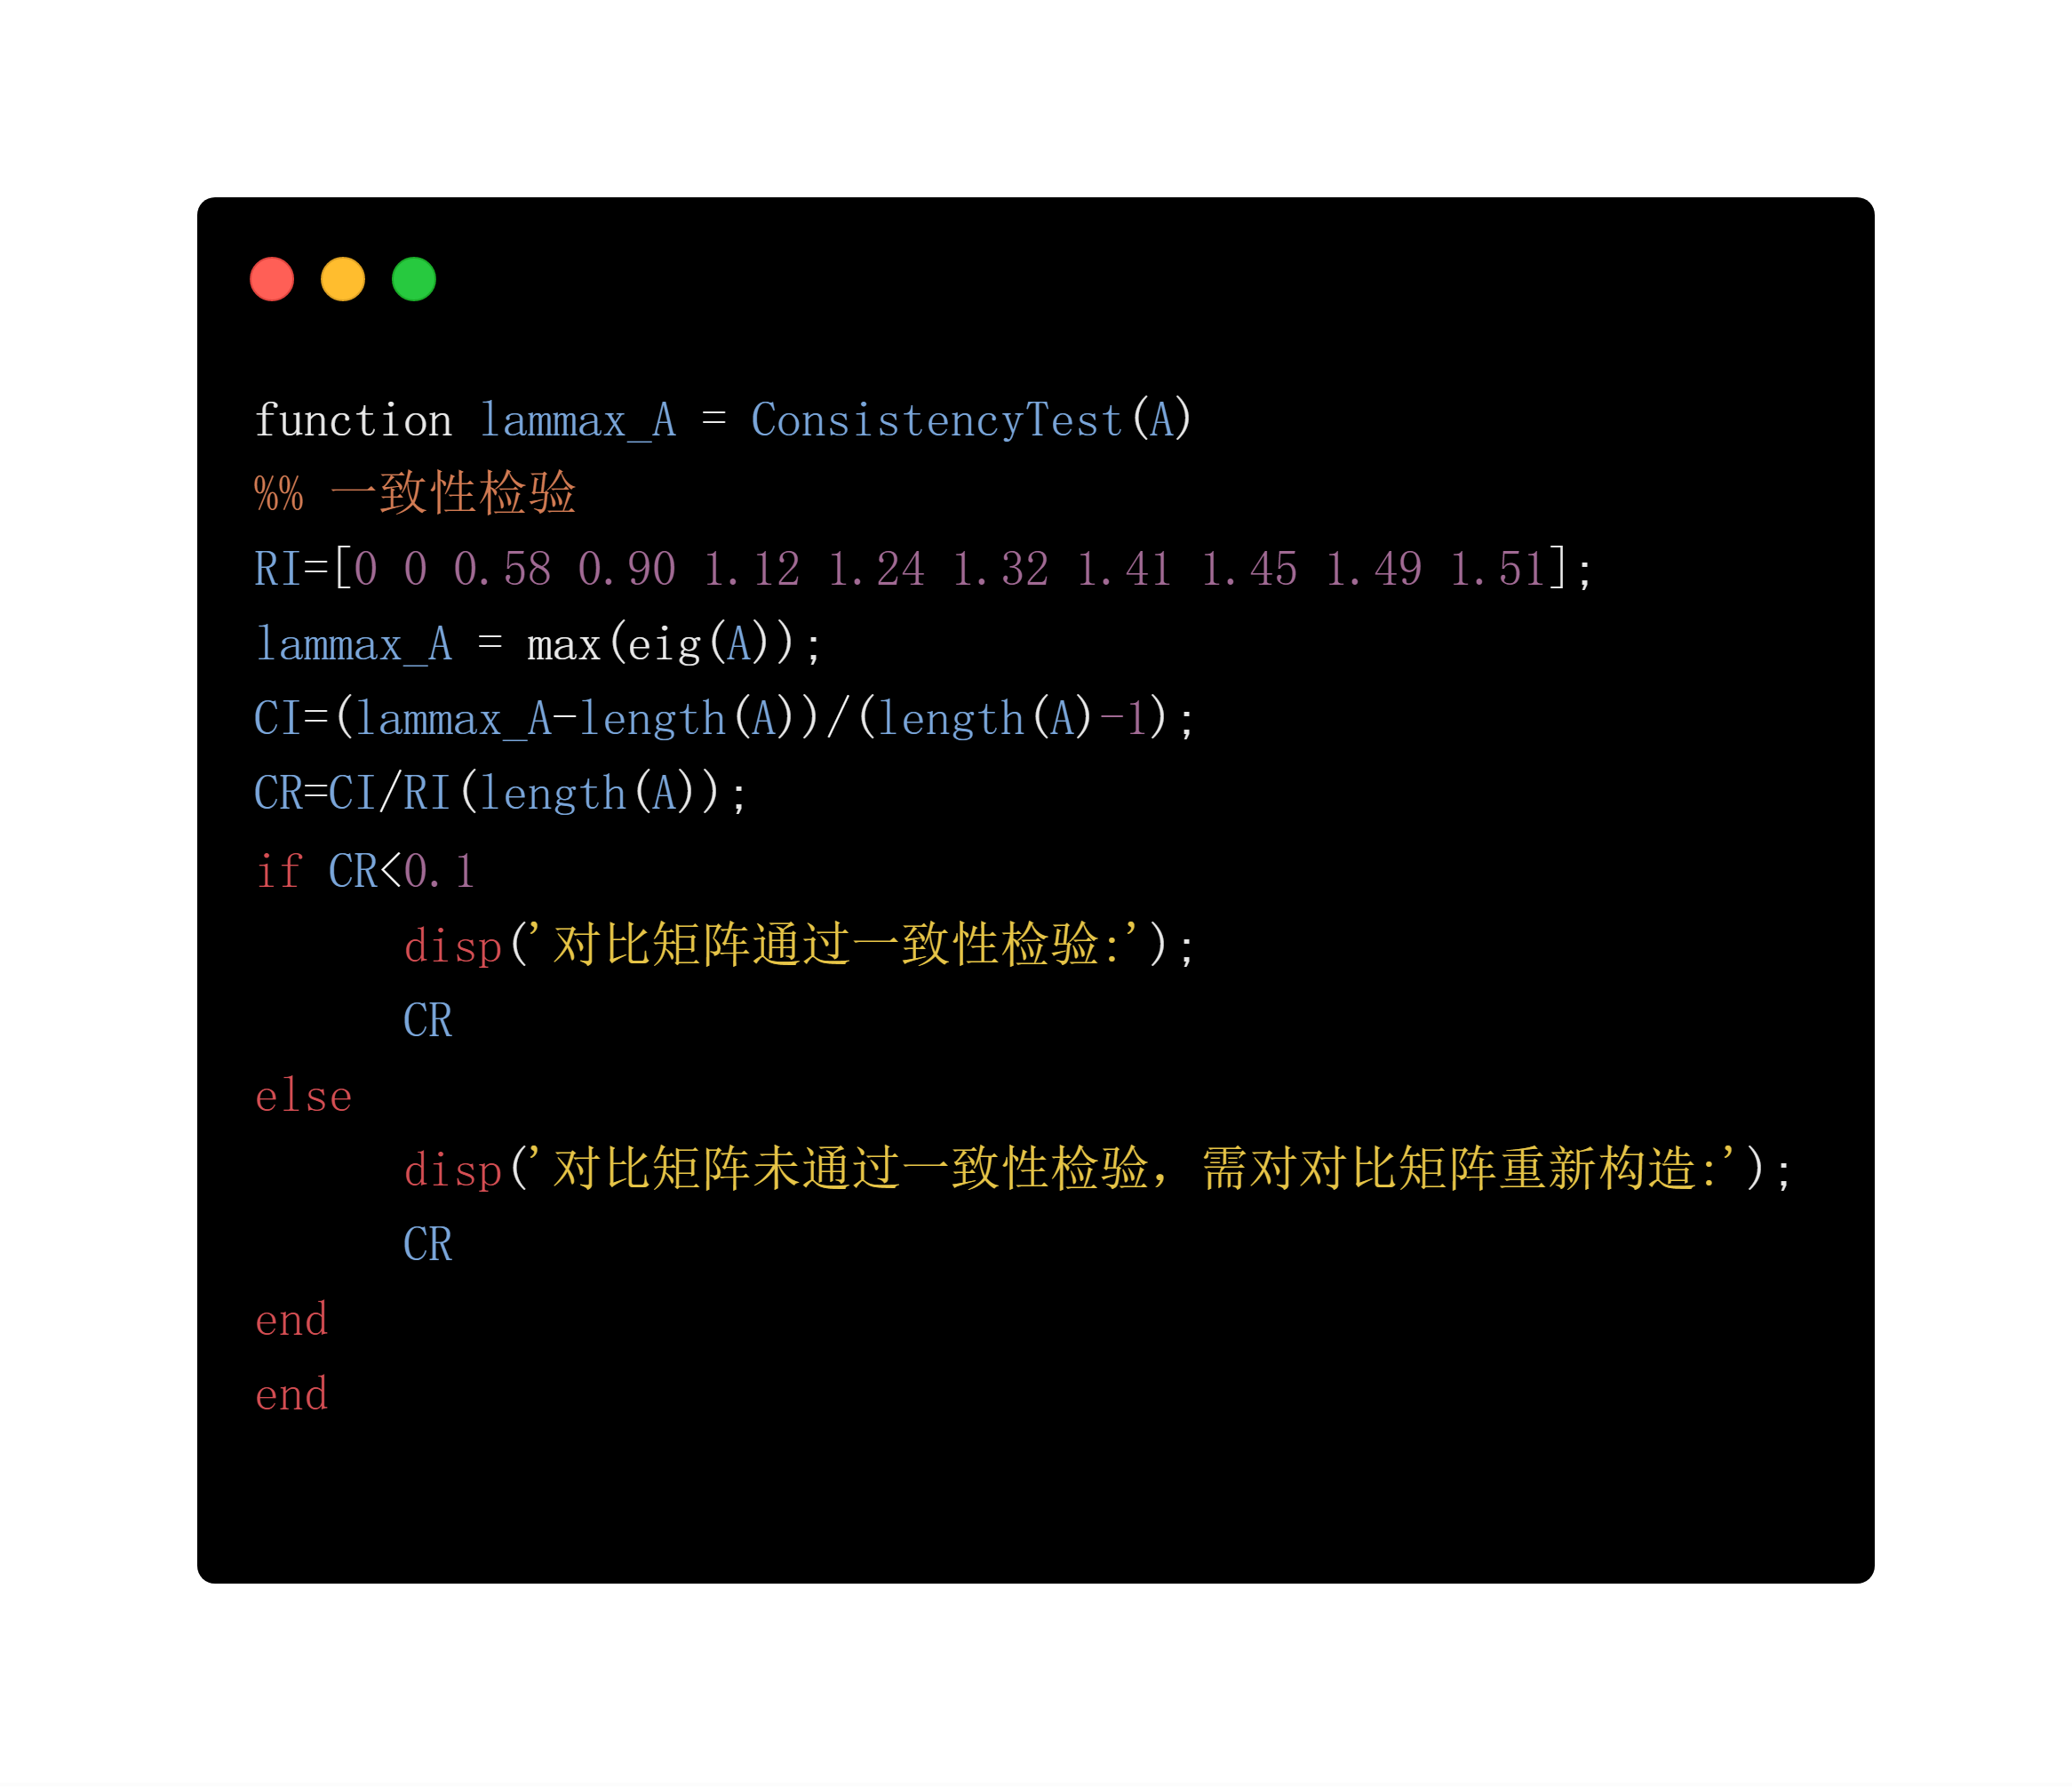 function lammax_A = ConsistencyTest(A)
%% 一致性检验
RI=[0 0 0.58 0.90 1.12 1.24 1.32 1.41 1.45 1.49 1.51];
lammax_A = max(eig(A));
CI=(lammax_A-length(A))/(length(A)-1);
CR=CI/RI(length(A));
if CR<0.1
      disp('对比矩阵通过一致性检验:');
      CR
else
      disp('对比矩阵未通过一致性检验，需对对比矩阵重新构造:');
      CR
end
end